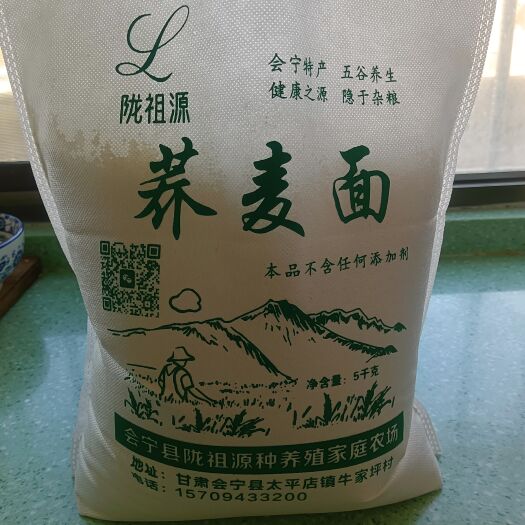 L
陇祖源
会宁特产 五谷养生
健康之源 隐于杂粮
荞麦面
本品不含任何添加剂
净含量：5千克
会宁县陇祖源种养殖家庭农场
地址：甘肃会宁县太平店镇牛家坪村
电话：15709433200